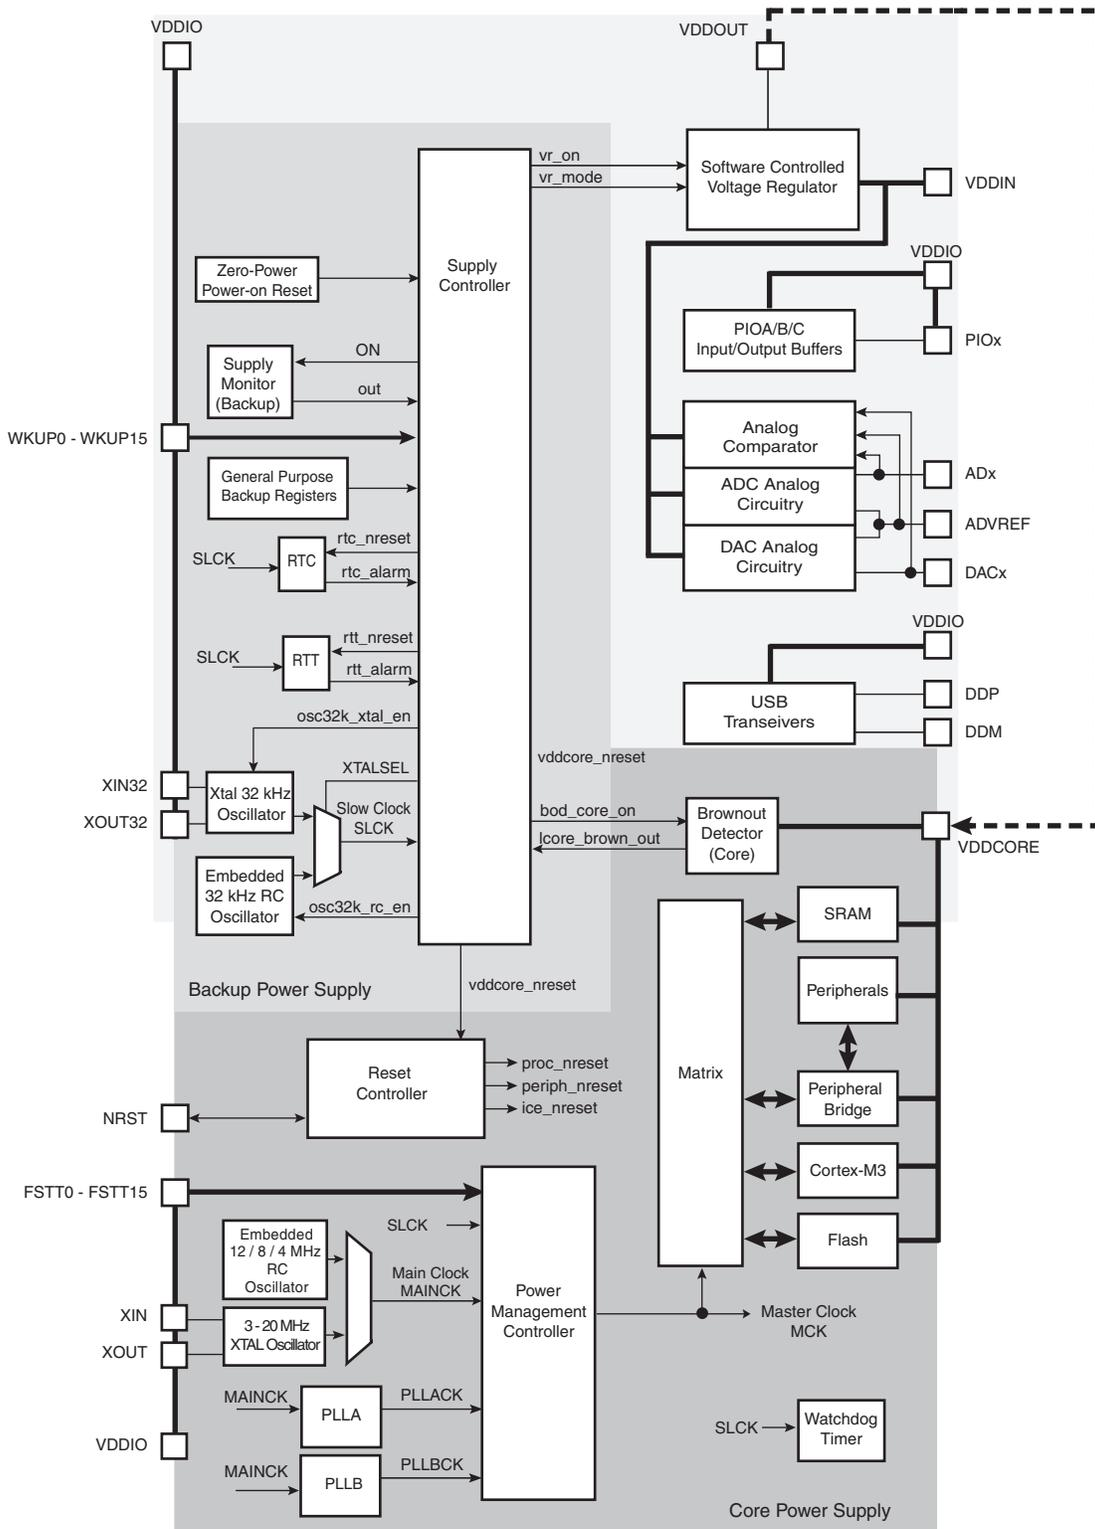 VDDIO
VDDOUT
vr_on
vr_mode
Software Controlled
Voltage Regulator
VDDIN
Supply
Controller
Zero-Power
Power-on Reset
VDDIO
PIOA/B/C
Input/Output Buffers
PIOx
Supply
Monitor
(Backup)
ON
out
WKUP0 - WKUP15
General Purpose
Backup Registers
Analog
Comparator
ADC Analog
Circuitry
DAC Analog
Circuitry
ADx
ADVREF
DACx
SLCK
RTC
rtc_nreset
rtc_alarm
SLCK
RTT
rtt_nreset
rtt_alarm
VDDIO
USB
Transeivers
DDP
DDM
osc32k_xtal_en
XIN32
XOUT32
Xtal 32 kHz
Oscillator
XTALSEL
Slow Clock
SLCK
Embedded
32 kHz RC
Oscillator
osc32k_rc_en
vddcore_nreset
bod_core_on
lcore_brown_out
Brownout
Detector
(Core)
VDDCORE
SRAM
Peripherals
Matrix
Peripheral
Bridge
Cortex-M3
Flash
Backup Power Supply
vddcore_nreset
Reset
Controller
proc_nreset
periph_nreset
ice_nreset
NRST
FSTT0 - FSTT15
SLCK
Embedded
12 / 8 / 4 MHz
RC
Oscillator
Main Clock
MAINCK
Power
Management
Controller
XIN
XOUT
3 - 20 MHz
XTAL Oscillator
Master Clock
MCK
MAINCK
PLLA
PLLACK
VDDIO
MAINCK
PLLB
PLLBCK
SLCK
Watchdog
Timer
Core Power Supply